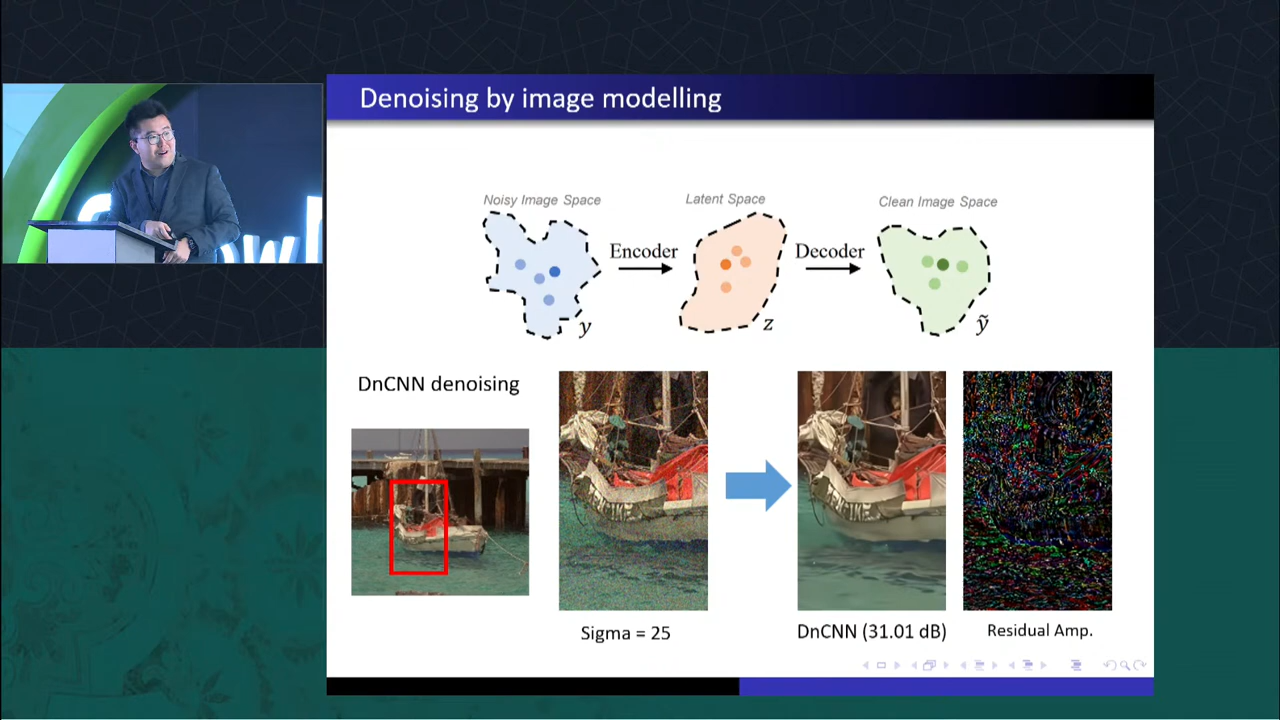 Denoising by image modelling
Noisy Image Space
Latent Space
Clean Image Space
Encoder
Decoder
y
z
ỹ
DnCNN denoising
Sigma = 25
DnCNN (31.01 dB)
Residual Amp.